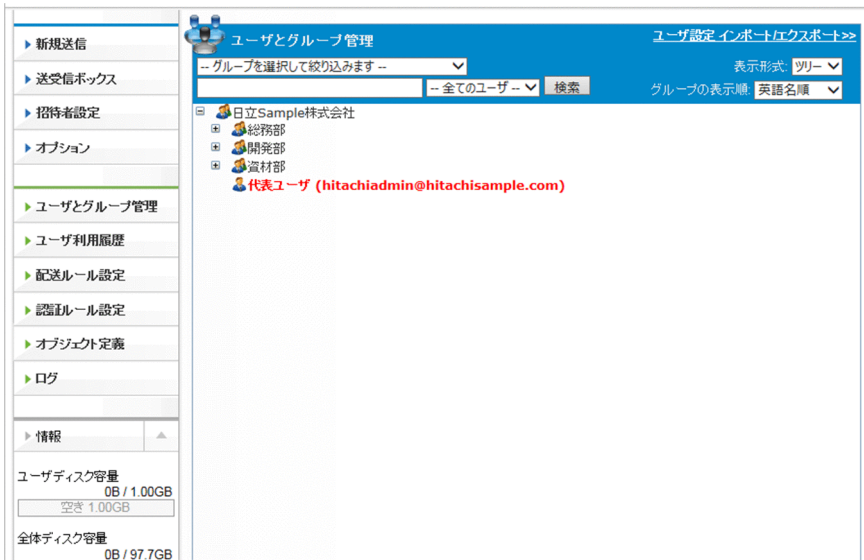 新規送信
送受信ボックス
招待者設定
オプション
ユーザとグループ管理
ユーザ利用履歴
配送ルール設定
認証ルール設定
オブジェクト定義
ログ
情報
ユーザディスク容量
0B / 1.00GB
空き 1.00GB
全体ディスク容量
0B / 97.7GB
ユーザとグループ管理
ユーザ設定 インポート/エクスポート>>
-- グループを選択して絞り込みます --
表示形式: ツリー
-- 全てのユーザ -- 検索
グループの表示順: 英語名順
日立Sample株式会社
総務部
開発部
資材部
代表ユーザ (hitachiadmin@hitachisample.com)